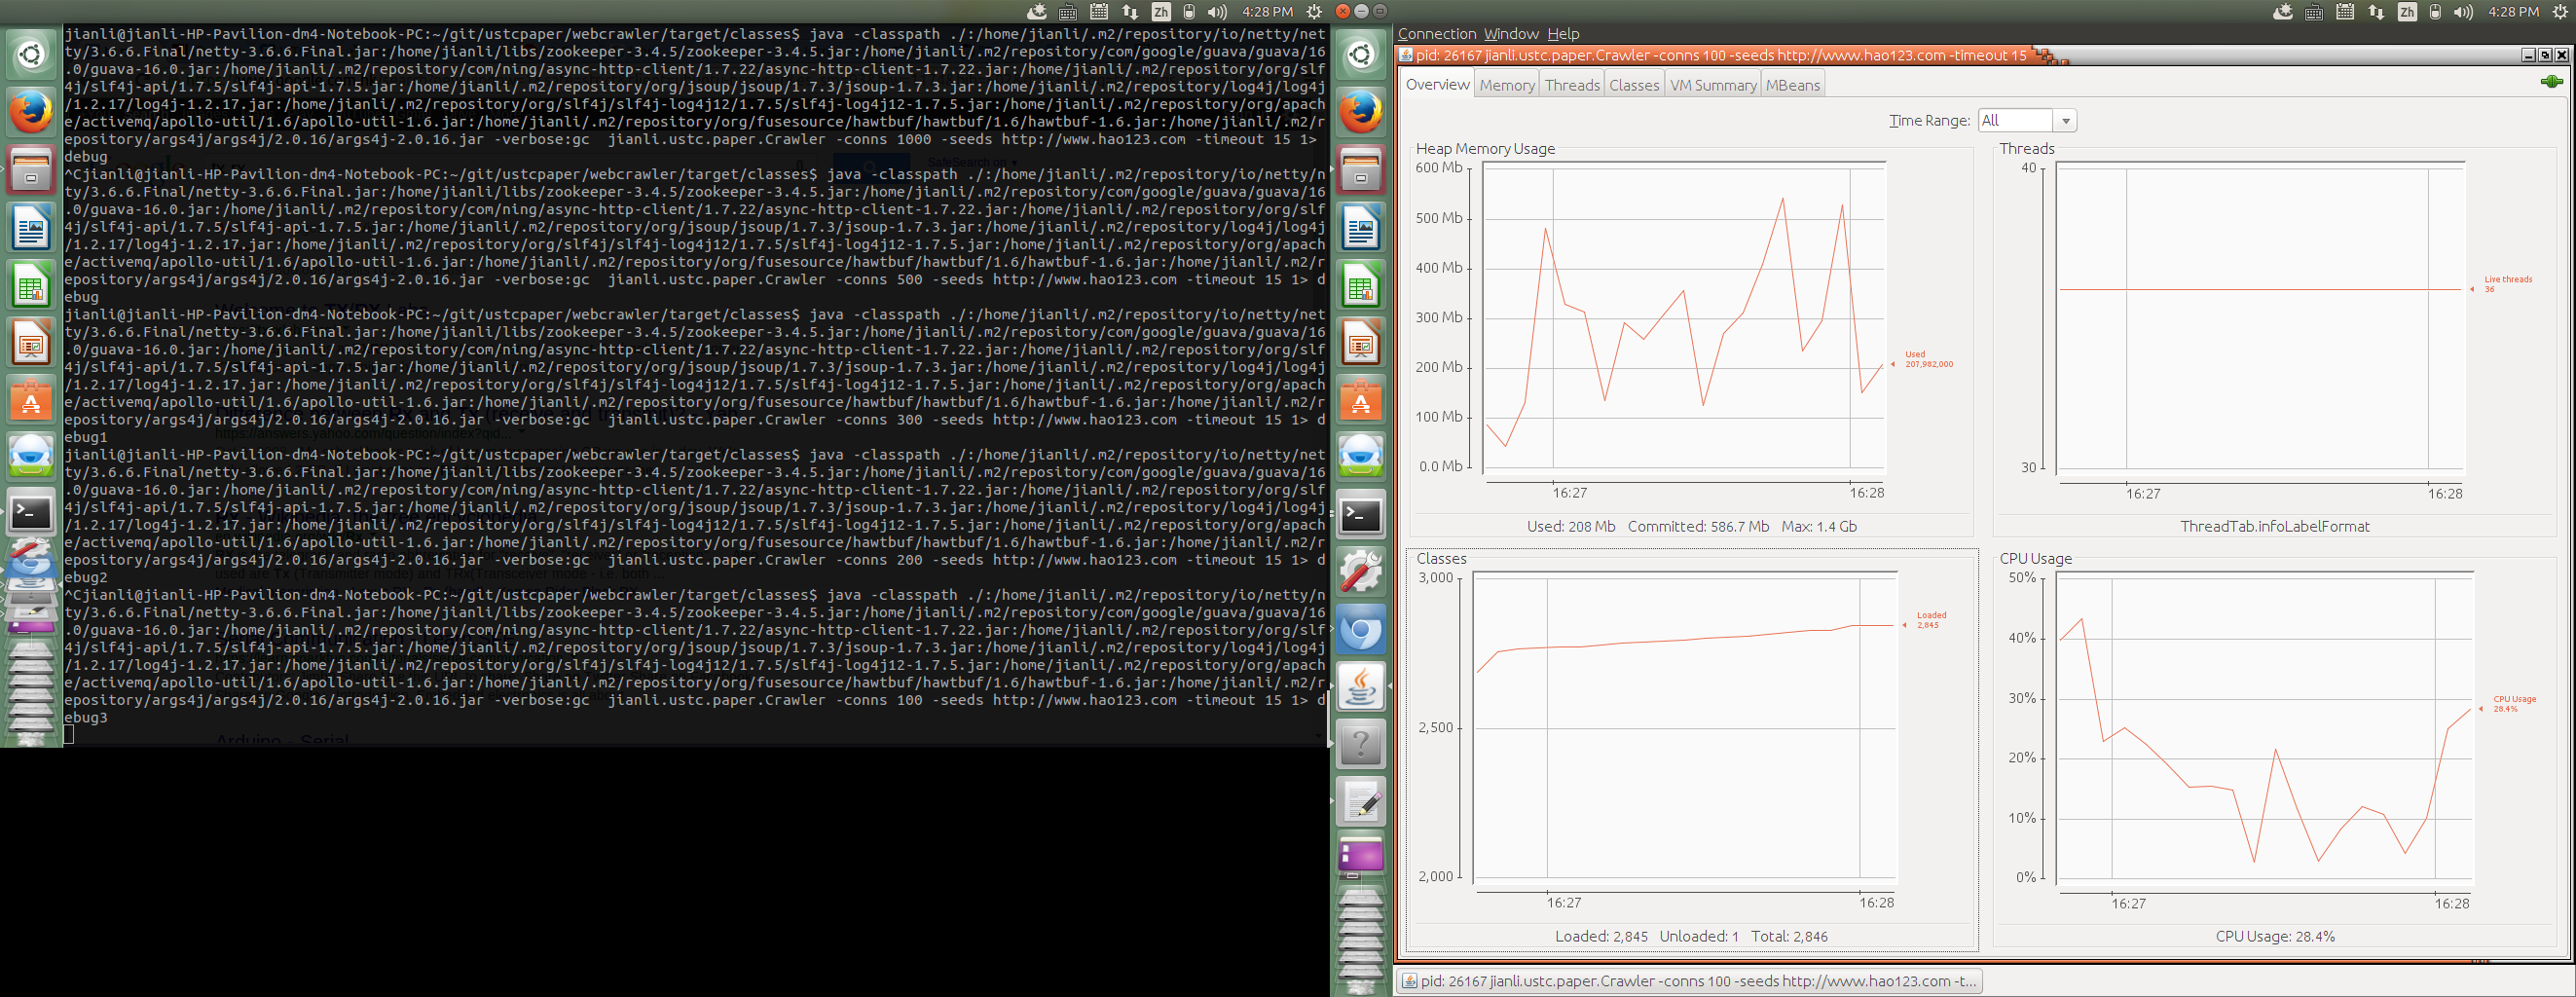 Zh 4:28 PM
jianli@jianli-HP-Pavilion-dm4-Notebook-PC:~/git/ustcpaper/webcrawler/target/classes$ java -classpath ./:/home/jianli/.m2/repository/io/netty/net
ty/3.6.6.Final/netty-3.6.6.Final.jar:/home/jianli/libs/zookeeper-3.4.5/zookeeper-3.4.5.jar:/home/jianli/.m2/repository/com/google/guava/guava/16
.0/guava-16.0.jar:/home/jianli/.m2/repository/com/ning/async-http-client/1.7.22/async-http-client-1.7.22.jar:/home/jianli/.m2/repository/org/slf
4j/slf4j-api/1.7.5/slf4j-api-1.7.5.jar:/home/jianli/.m2/repository/org/jsoup/jsoup/1.7.3/jsoup-1.7.3.jar:/home/jianli/.m2/repository/log4j/log4j
/1.2.17/log4j-1.2.17.jar:/home/jianli/.m2/repository/org/slf4j/slf4j-log4j12/1.7.5/slf4j-log4j12-1.7.5.jar:/home/jianli/.m2/repository/org/apach
e/activemq/apollo-util/1.6/apollo-util-1.6.jar:/home/jianli/.m2/repository/org/fusesource/hawtbuf/hawtbuf/1.6/hawtbuf-1.6.jar:/home/jianli/.m2/r
epository/args4j/args4j/2.0.16/args4j-2.0.16.jar -verbose:gc  jianli.ustc.paper.Crawler -conns 1000 -seeds http://www.hao123.com -timeout 15 1>
debug
^Cjianli@jianli-HP-Pavilion-dm4-Notebook-PC:~/git/ustcpaper/webcrawler/target/classes$ java -classpath ./:/home/jianli/.m2/repository/io/netty/n
ty/3.6.6.Final/netty-3.6.6.Final.jar:/home/jianli/libs/zookeeper-3.4.5/zookeeper-3.4.5.jar:/home/jianli/.m2/repository/com/google/guava/guava/16
.0/guava-16.0.jar:/home/jianli/.m2/repository/com/ning/async-http-client/1.7.22/async-http-client-1.7.22.jar:/home/jianli/.m2/repository/org/slf
4j/slf4j-api/1.7.5/slf4j-api-1.7.5.jar:/home/jianli/.m2/repository/org/jsoup/jsoup/1.7.3/jsoup-1.7.3.jar:/home/jianli/.m2/repository/log4j/log4j
/1.2.17/log4j-1.2.17.jar:/home/jianli/.m2/repository/org/slf4j/slf4j-log4j12/1.7.5/slf4j-log4j12-1.7.5.jar:/home/jianli/.m2/repository/org/apach
e/activemq/apollo-util/1.6/apollo-util-1.6.jar:/home/jianli/.m2/repository/org/fusesource/hawtbuf/hawtbuf/1.6/hawtbuf-1.6.jar:/home/jianli/.m2/r
epository/args4j/args4j/2.0.16/args4j-2.0.16.jar -verbose:gc  jianli.ustc.paper.Crawler -conns 500 -seeds http://www.hao123.com -timeout 15 1> d
ebug
jianli@jianli-HP-Pavilion-dm4-Notebook-PC:~/git/ustcpaper/webcrawler/target/classes$ java -classpath ./:/home/jianli/.m2/repository/io/netty/net
ty/3.6.6.Final/netty-3.6.6.Final.jar:/home/jianli/libs/zookeeper-3.4.5/zookeeper-3.4.5.jar:/home/jianli/.m2/repository/com/google/guava/guava/16
.0/guava-16.0.jar:/home/jianli/.m2/repository/com/ning/async-http-client/1.7.22/async-http-client-1.7.22.jar:/home/jianli/.m2/repository/org/slf
4j/slf4j-api/1.7.5/slf4j-api-1.7.5.jar:/home/jianli/.m2/repository/org/jsoup/jsoup/1.7.3/jsoup-1.7.3.jar:/home/jianli/.m2/repository/log4j/log4j
/1.2.17/log4j-1.2.17.jar:/home/jianli/.m2/repository/org/slf4j/slf4j-log4j12/1.7.5/slf4j-log4j12-1.7.5.jar:/home/jianli/.m2/repository/org/apach
e/activemq/apollo-util/1.6/apollo-util-1.6.jar:/home/jianli/.m2/repository/org/fusesource/hawtbuf/hawtbuf/1.6/hawtbuf-1.6.jar:/home/jianli/.m2/r
epository/args4j/args4j/2.0.16/args4j-2.0.16.jar -verbose:gc  jianli.ustc.paper.Crawler -conns 300 -seeds http://www.hao123.com -timeout 15 1> d
ebug1
jianli@jianli-HP-Pavilion-dm4-Notebook-PC:~/git/ustcpaper/webcrawler/target/classes$ java -classpath ./:/home/jianli/.m2/repository/io/netty/net
ty/3.6.6.Final/netty-3.6.6.Final.jar:/home/jianli/libs/zookeeper-3.4.5/zookeeper-3.4.5.jar:/home/jianli/.m2/repository/com/google/guava/guava/16
.0/guava-16.0.jar:/home/jianli/.m2/repository/com/ning/async-http-client/1.7.22/async-http-client-1.7.22.jar:/home/jianli/.m2/repository/org/slf
4j/slf4j-api/1.7.5/slf4j-api-1.7.5.jar:/home/jianli/.m2/repository/org/jsoup/jsoup/1.7.3/jsoup-1.7.3.jar:/home/jianli/.m2/repository/log4j/log4j
/1.2.17/log4j-1.2.17.jar:/home/jianli/.m2/repository/org/slf4j/slf4j-log4j12/1.7.5/slf4j-log4j12-1.7.5.jar:/home/jianli/.m2/repository/org/apach
e/activemq/apollo-util/1.6/apollo-util-1.6.jar:/home/jianli/.m2/repository/org/fusesource/hawtbuf/hawtbuf/1.6/hawtbuf-1.6.jar:/home/jianli/.m2/r
epository/args4j/args4j/2.0.16/args4j-2.0.16.jar -verbose:gc  jianli.ustc.paper.Crawler -conns 200 -seeds http://www.hao123.com -timeout 15 1> d
ebug2
^Cjianli@jianli-HP-Pavilion-dm4-Notebook-PC:~/git/ustcpaper/webcrawler/target/classes$ java -classpath ./:/home/jianli/.m2/repository/io/netty/n
ty/3.6.6.Final/netty-3.6.6.Final.jar:/home/jianli/libs/zookeeper-3.4.5/zookeeper-3.4.5.jar:/home/jianli/.m2/repository/com/google/guava/guava/16
.0/guava-16.0.jar:/home/jianli/.m2/repository/com/ning/async-http-client/1.7.22/async-http-client-1.7.22.jar:/home/jianli/.m2/repository/org/slf
4j/slf4j-api/1.7.5/slf4j-api-1.7.5.jar:/home/jianli/.m2/repository/org/jsoup/jsoup/1.7.3/jsoup-1.7.3.jar:/home/jianli/.m2/repository/log4j/log4j
/1.2.17/log4j-1.2.17.jar:/home/jianli/.m2/repository/org/slf4j/slf4j-log4j12/1.7.5/slf4j-log4j12-1.7.5.jar:/home/jianli/.m2/repository/org/apach
e/activemq/apollo-util/1.6/apollo-util-1.6.jar:/home/jianli/.m2/repository/org/fusesource/hawtbuf/hawtbuf/1.6/hawtbuf-1.6.jar:/home/jianli/.m2/r
epository/args4j/args4j/2.0.16/args4j-2.0.16.jar -verbose:gc  jianli.ustc.paper.Crawler -conns 100 -seeds http://www.hao123.com -timeout 15 1> d
ebug3
Arduino - Serial
Zh 4:28 PM
Connection Window Help
pid: 26167 jianli.ustc.paper.Crawler -conns 100 -seeds http://www.hao123.com -timeout 15
Overview Memory Threads Classes VM Summary MBeans
Time Range: All
Heap Memory Usage
600 Mb
500 Mb
400 Mb
300 Mb
200 Mb
100 Mb
0.0 Mb
16:27 16:28
Used
207,982,000
Used: 208 Mb Committed: 586.7 Mb Max: 1.4 Gb
Threads
40
30
16:27 16:28
Live threads
36
ThreadTab.infoLabelFormat
Classes
3,000
2,500
2,000
16:27 16:28
Loaded
2,845
Loaded: 2,845 Unloaded: 1 Total: 2,846
CPU Usage
50%
40%
30%
20%
10%
0%
16:27 16:28
CPU Usage
28.4%
CPU Usage: 28.4%
pid: 26167 jianli.ustc.paper.Crawler -conns 100 -seeds http://www.hao123.com -t...